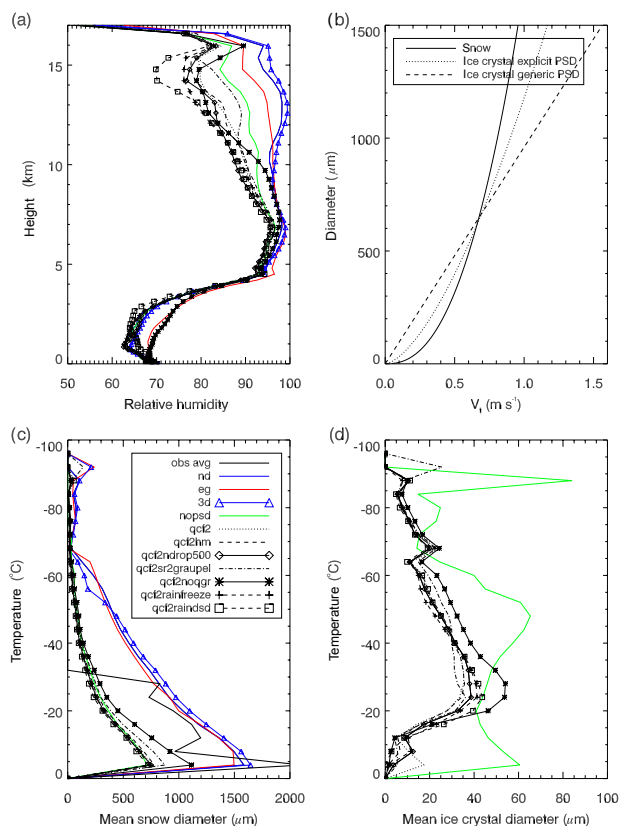 (a)
17
15
10
5
0
Height (km)
50 60 70 80 90 100
Relative humidity
(b)
1500
1000
500
0
Diameter (μm)
Snow
Ice crystal explicit PSD
Ice crystal generic PSD
0.0 0.5 1.0 1.5
Vt (m s-1)
(c)
-100
-80
-60
-40
-20
0
Temperature (°C)
obs avg
nd
eg
3d
nopsd
qcf2
qcf2hm
qcf2ndrop500
qcf2sr2graupel
qcf2noqgr
qcf2rainfreeze
qcf2raindsd
0 500 1000 1500 2000
Mean snow diameter (μm)
(d)
-100
-80
-60
-40
-20
0
Temperature (°C)
0 20 40 60 80 100
Mean ice crystal diameter (μm)